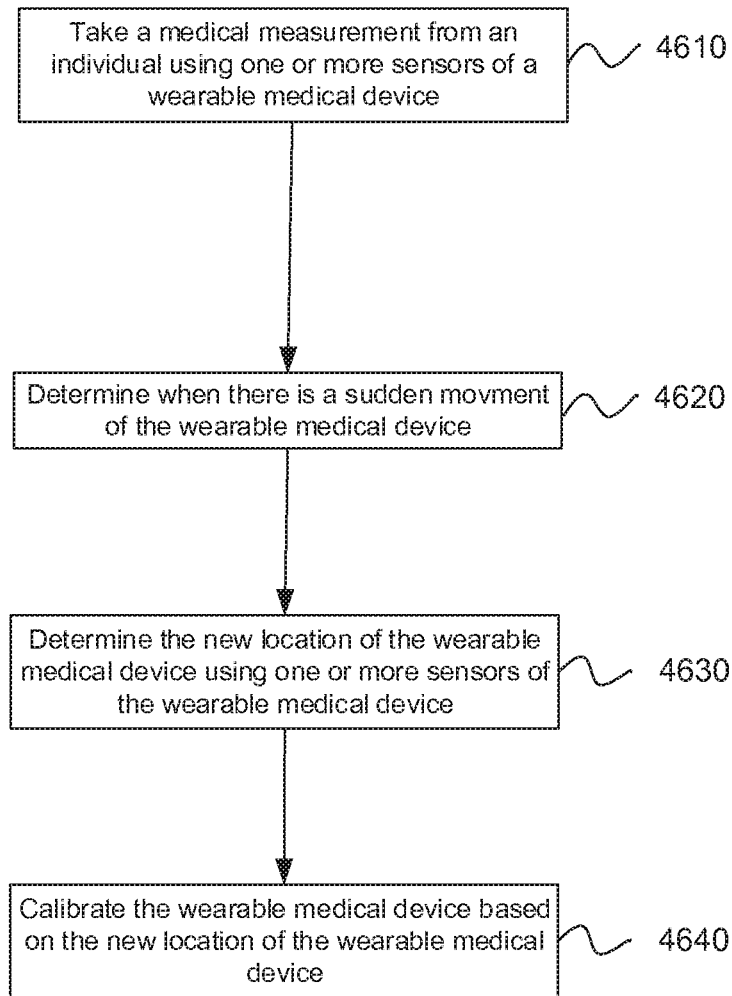 Take a medical measurement from an
individual using one or more sensors of a
wearable medical device
4610
Determine when there is a sudden movment
of the wearable medical device
4620
Determine the new location of the wearable
medical device using one or more sensors of
the wearable medical device
4630
Calibrate the wearable medical device based
on the new location of the wearable medical
device
4640